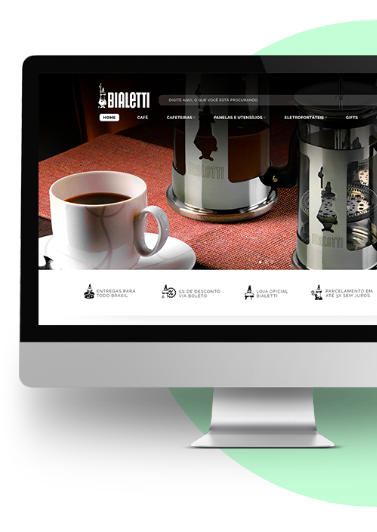 BIALETTI
DIGITE AQUI, O QUE VOCÊ ESTÁ PROCURANDO
HOME CAFÉ CAFETEIRAS PANELAS E UTENSÍLIOS ELETROPORTÁTEIS GIFTS
BIALETTI
ENTREGAS PARA
TODO BRASIL
5% DE DESCONTO
VIA BOLETO
LOJA OFICIAL
BIALETTI
PARCELAMENTO EM
ATÉ 3X SEM JUROS